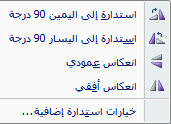 استدارة إلى اليمين 90 درجة
استدارة إلى اليسار 90 درجة
انعكاس عمودي
انعكاس أفقي
خيارات استدارة إضافية...